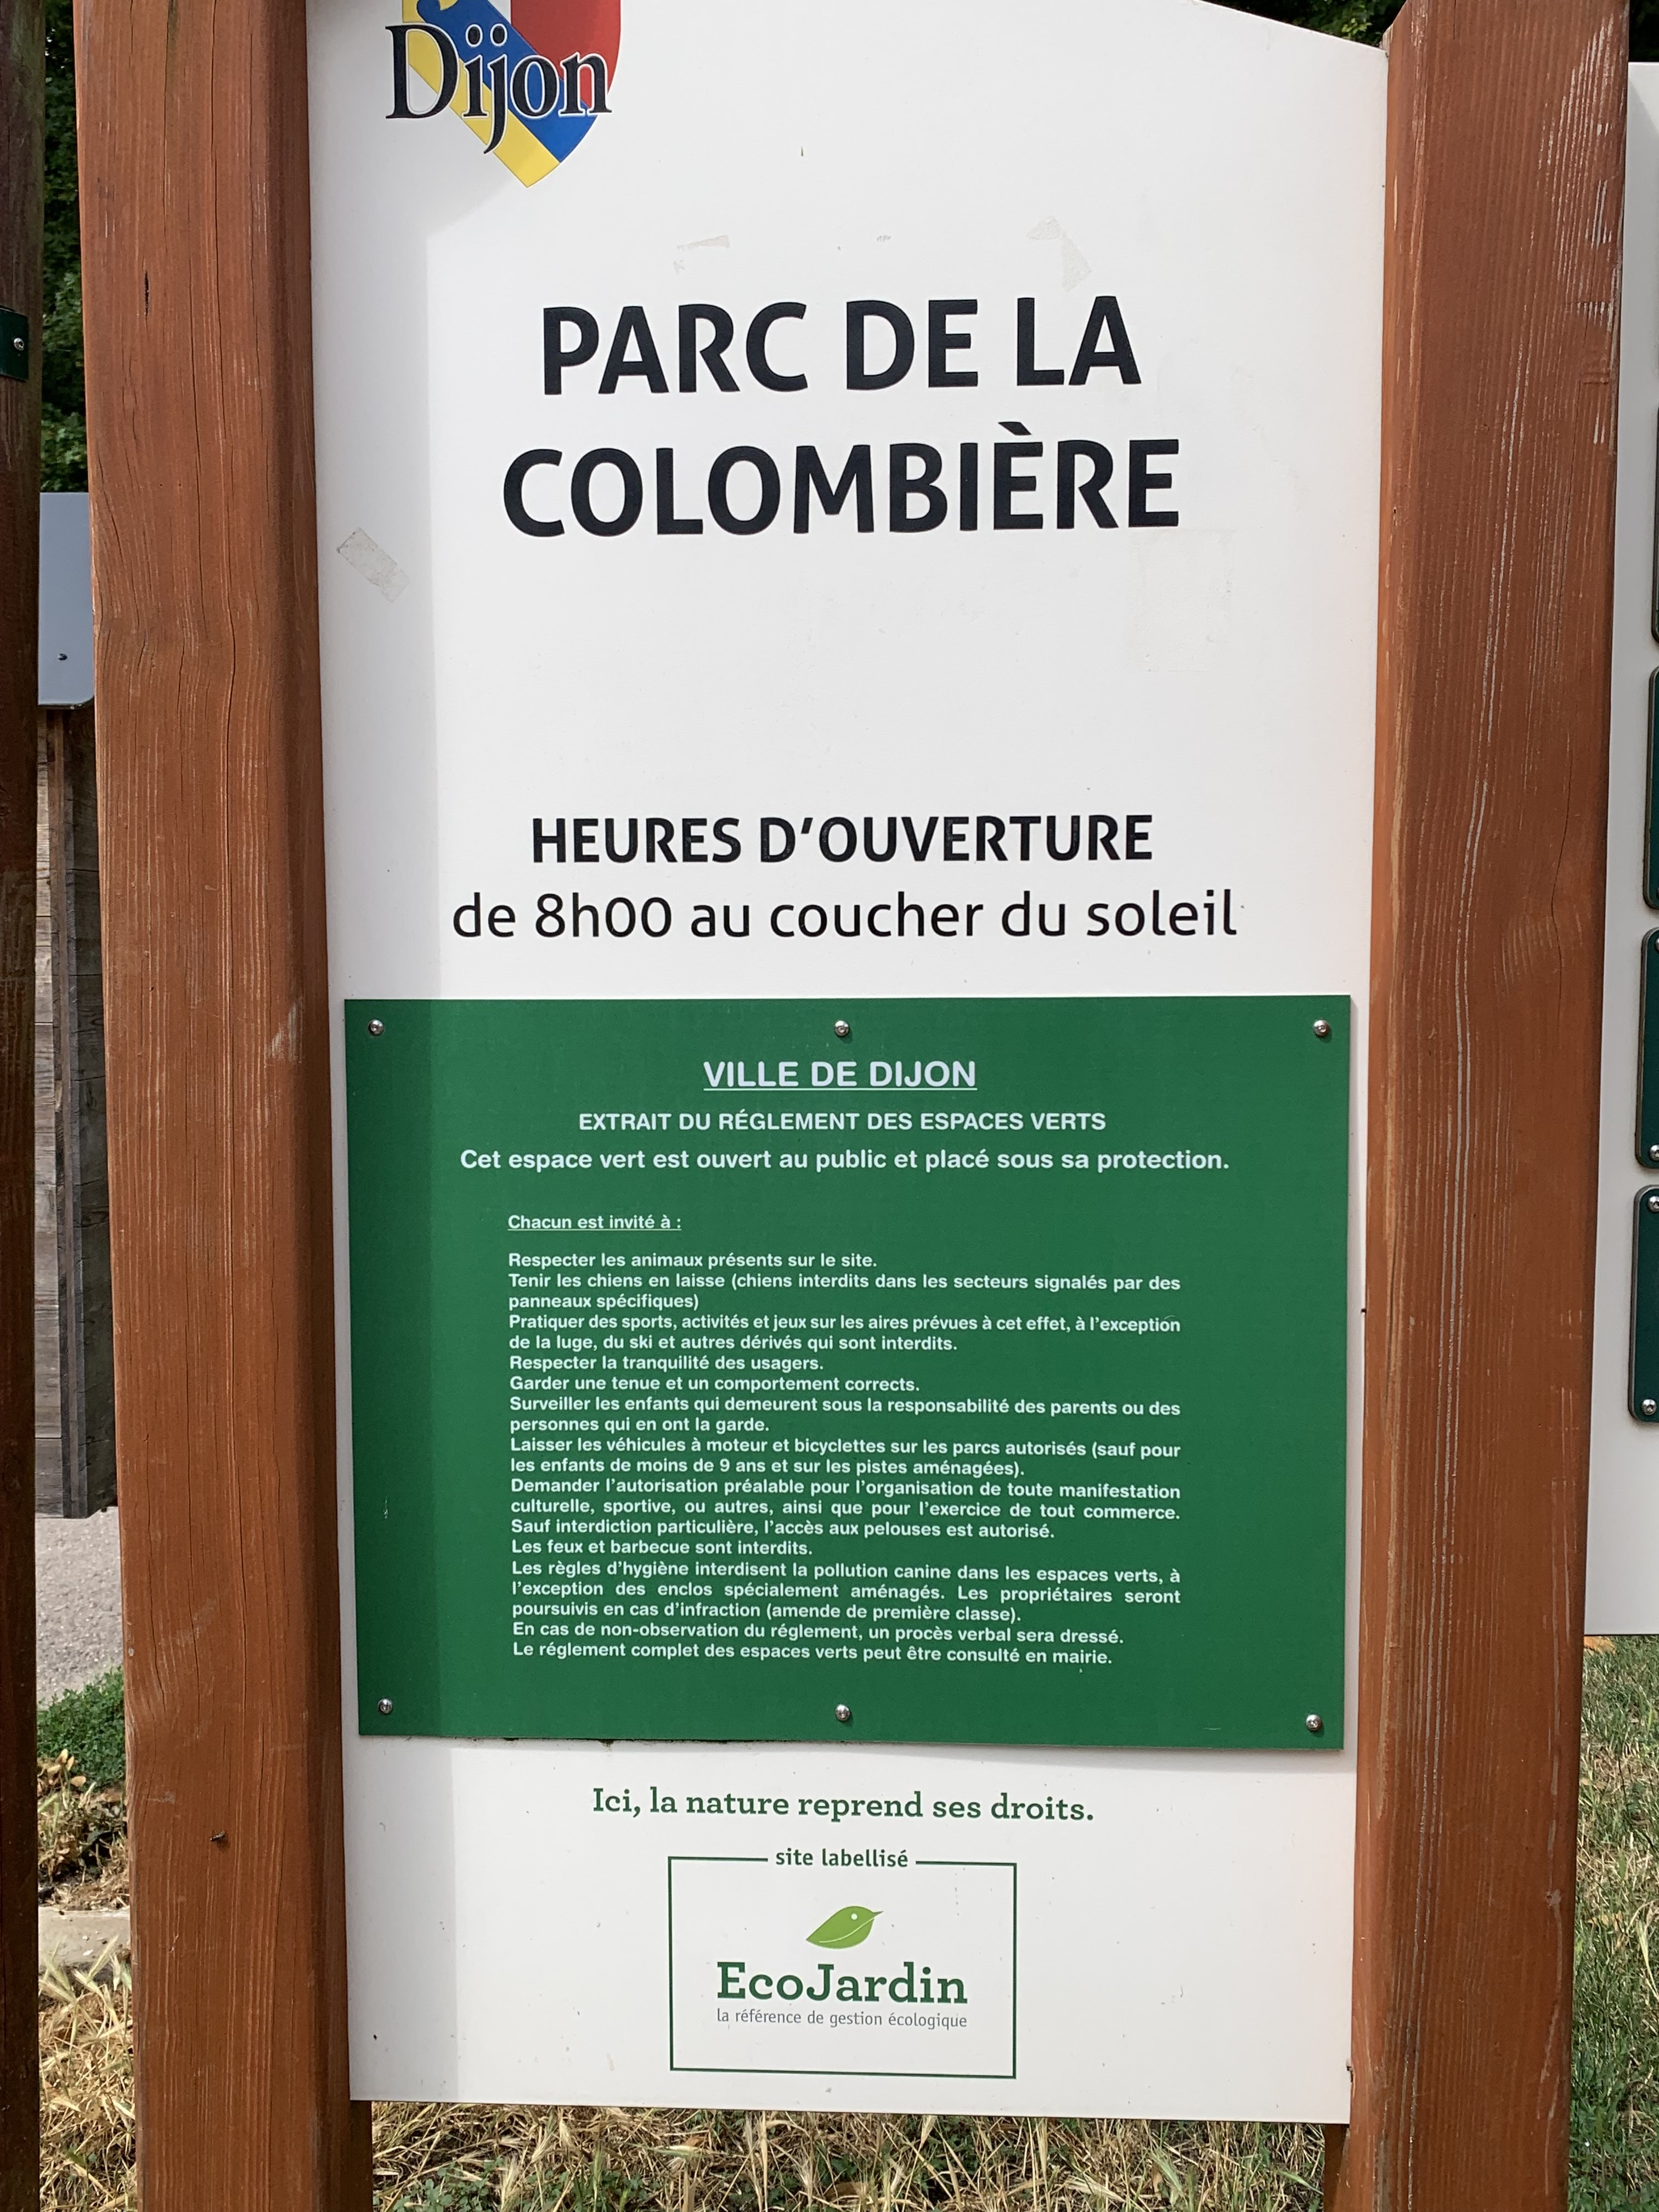 Dijon
PARC DE LA
COLOMBIÈRE
HEURES D'OUVERTURE
de 8h00 au coucher du soleil
VILLE DE DIJON
EXTRAIT DU RÉGLEMENT DES ESPACES VERTS
Cet espace vert est ouvert au public et placé sous sa protection.
Chacun est invité à :
Respecter les animaux présents sur le site.
Tenir les chiens en laisse (chiens interdits dans les secteurs signalés par des
panneaux spécifiques)
Pratiquer des sports, activités et jeux sur les aires prévues à cet effet, à l'exception
de la luge, du ski et autres dérivés qui sont interdits.
Respecter la tranquilité des usagers.
Garder une tenue et un comportement corrects.
Surveiller les enfants qui demeurent sous la responsabilité des parents ou des
personnes qui en ont la garde.
Laisser les véhicules à moteur et bicyclettes sur les parcs autorisés (sauf pour
les enfants de moins de 9 ans et sur les pistes aménagées).
Demander l'autorisation préalable pour l'organisation de toute manifestation
culturelle, sportive, ou autres, ainsi que pour l'exercice de tout commerce.
Sauf interdiction particulière, l'accès aux pelouses est autorisé.
Les feux et barbecue sont interdits.
Les règles d'hygiène interdisent la pollution canine dans les espaces verts, à
l'exception des enclos spécialement aménagés. Les propriétaires seront
poursuivis en cas d'infraction (amende de première classe).
En cas de non-observation du réglement, un procès verbal sera dressé.
Le réglement complet des espaces verts peut être consulté en mairie.
Ici, la nature reprend ses droits.
site labellisé
EcoJardin
la référence de gestion écologique